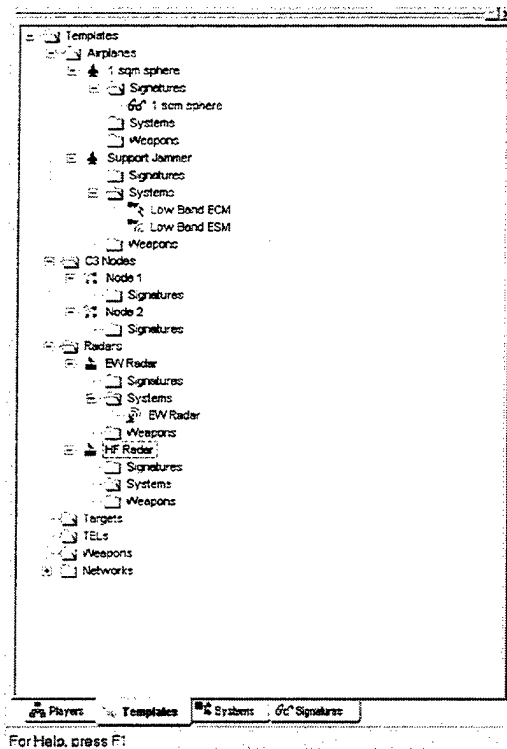 Templates
Airplanes
1 sqm sphere
Signatures
1 sqm sphere
Systems
Weapons
Support Jammer
Signatures
Systems
Low Band ECM
Low Band ESM
Weapons
C3 Nodes
Node 1
Signatures
Node 2
Signatures
Radars
EW Radar
Signatures
Systems
EW Radar
Weapons
HF Radar
Signatures
Systems
Weapons
Targets
TELs
Weapons
Networks
Players Templates Systems Signatures
For Help, press F1